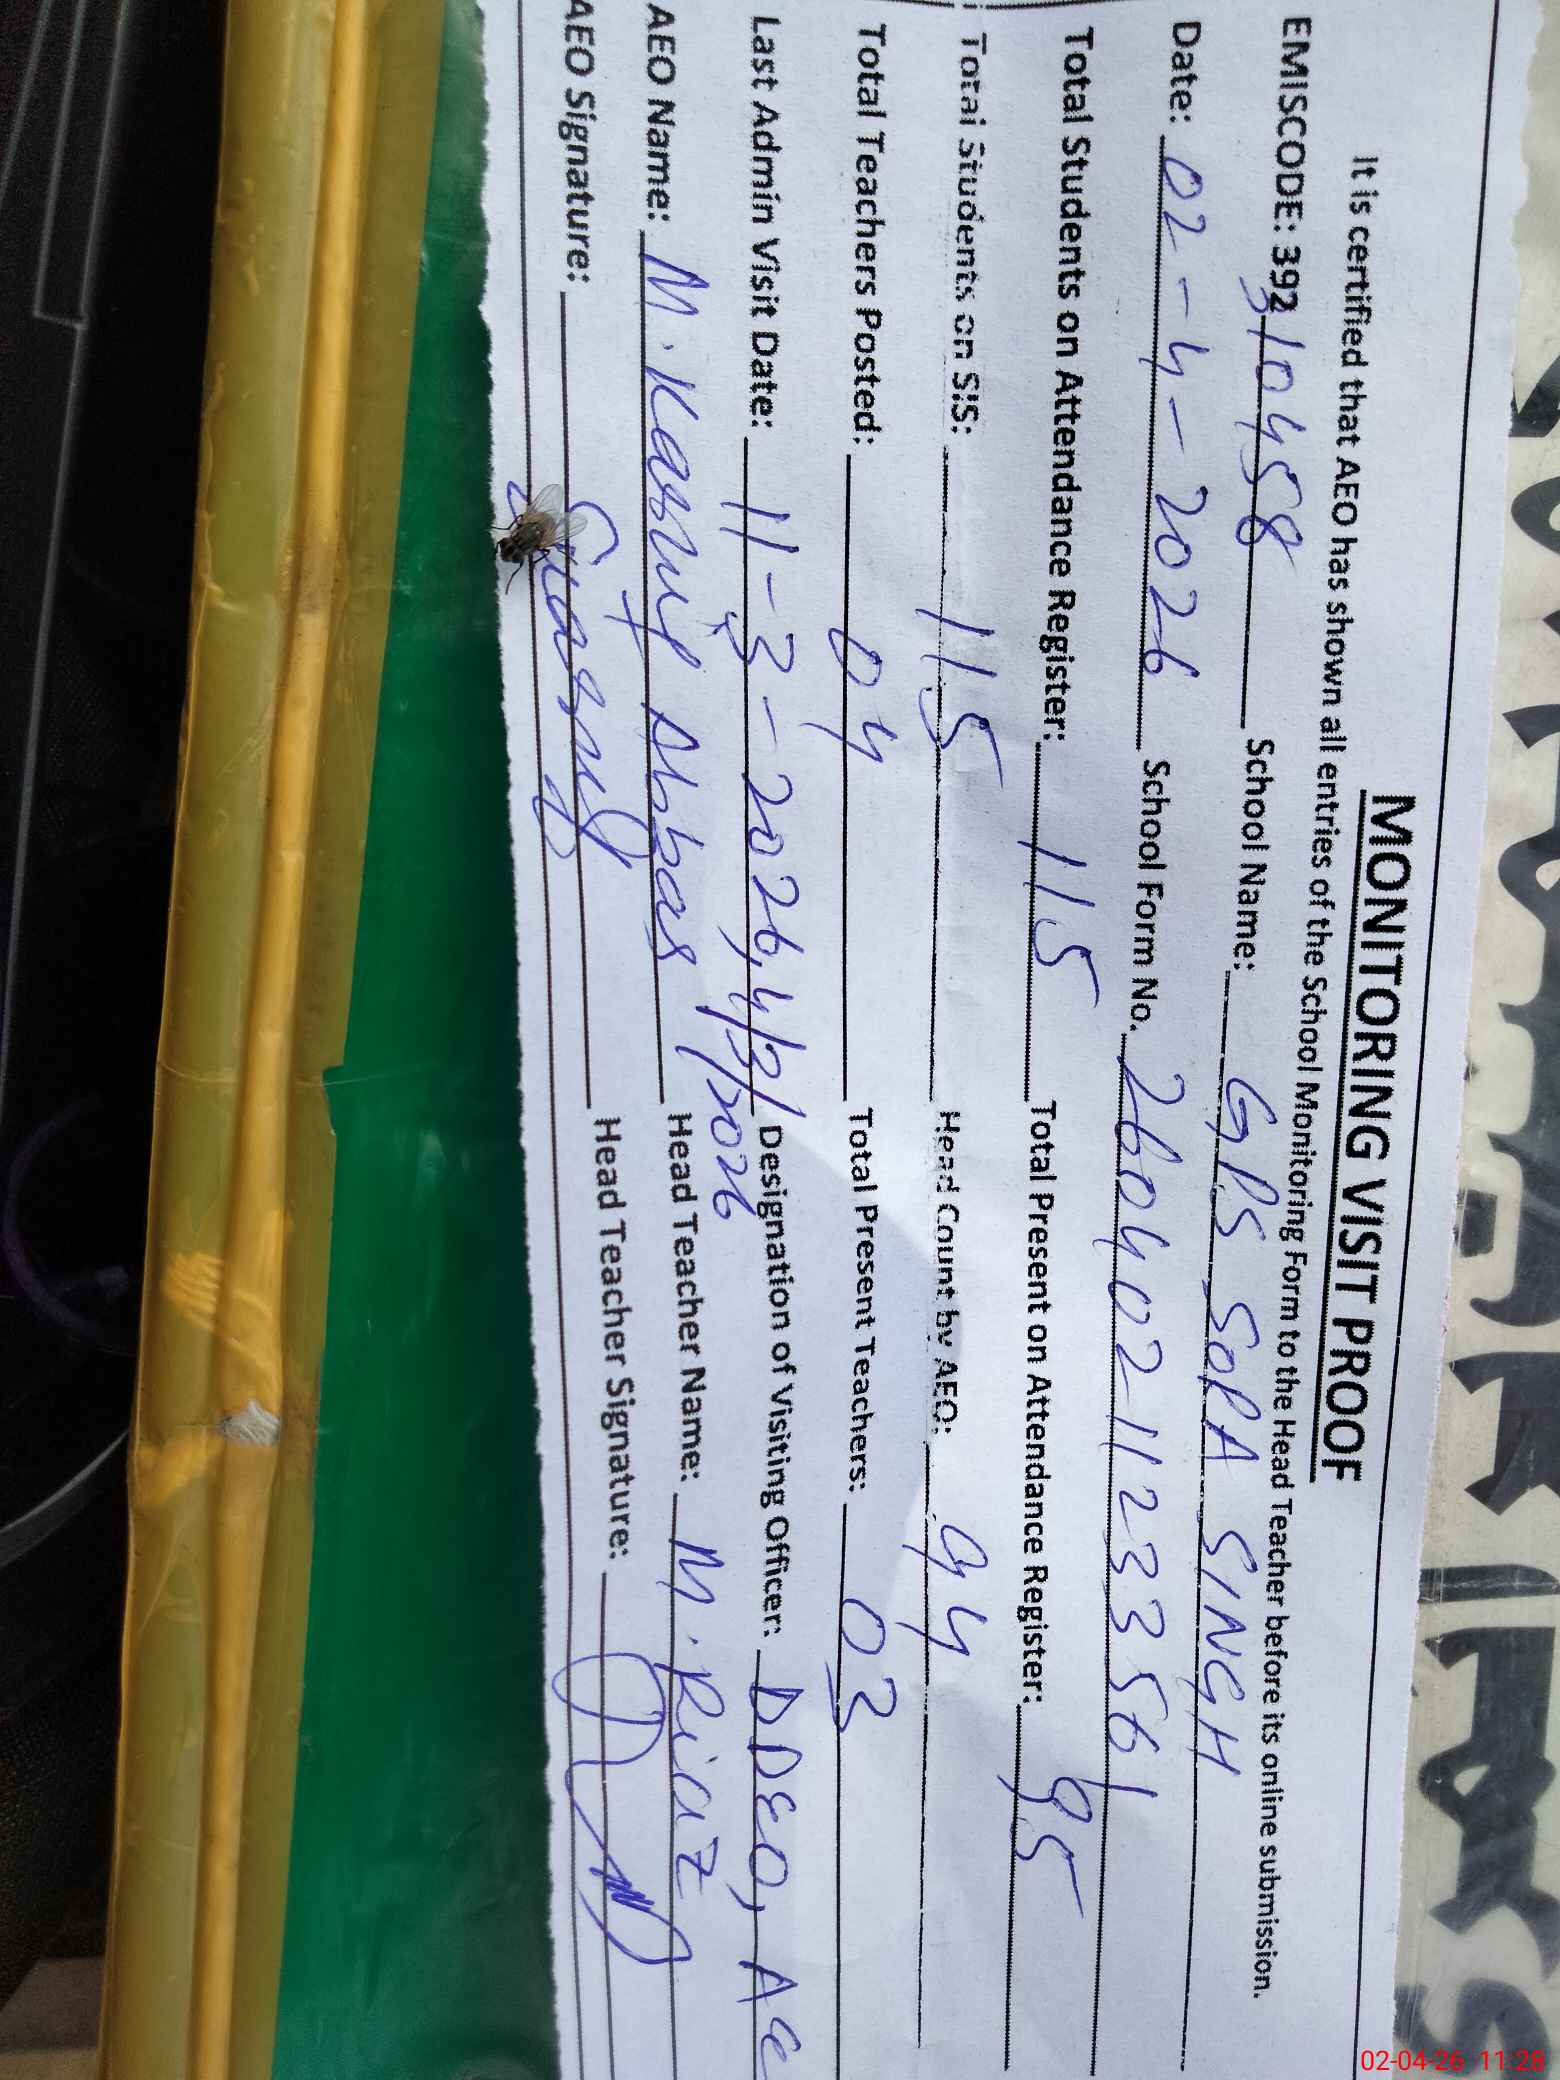 MONITORING VISIT PROOF
It is certified that AEO has shown all entries of the School Monitoring Form to the Head Teacher before its online submission.
EMISCODE: 392310458 School Name: GPS SOPA SINGH
Date: 02-4-2026 School Form No. 26040211233561
Total Students on Attendance Register: 115 Total Present on Attendance Register: 95
Total Students on SIS: 115 Head Count by AEO: 94
Total Teachers Posted: 04 Total Present Teachers: 03
Last Admin Visit Date: 11-3-2026, 4/3/2026 Designation of Visiting Officer: DDEO, AE
AEO Name: M. Kashif Abbas Head Teacher Name: M. Riaz
AEO Signature: Head Teacher Signature:
02-04-26 11:28